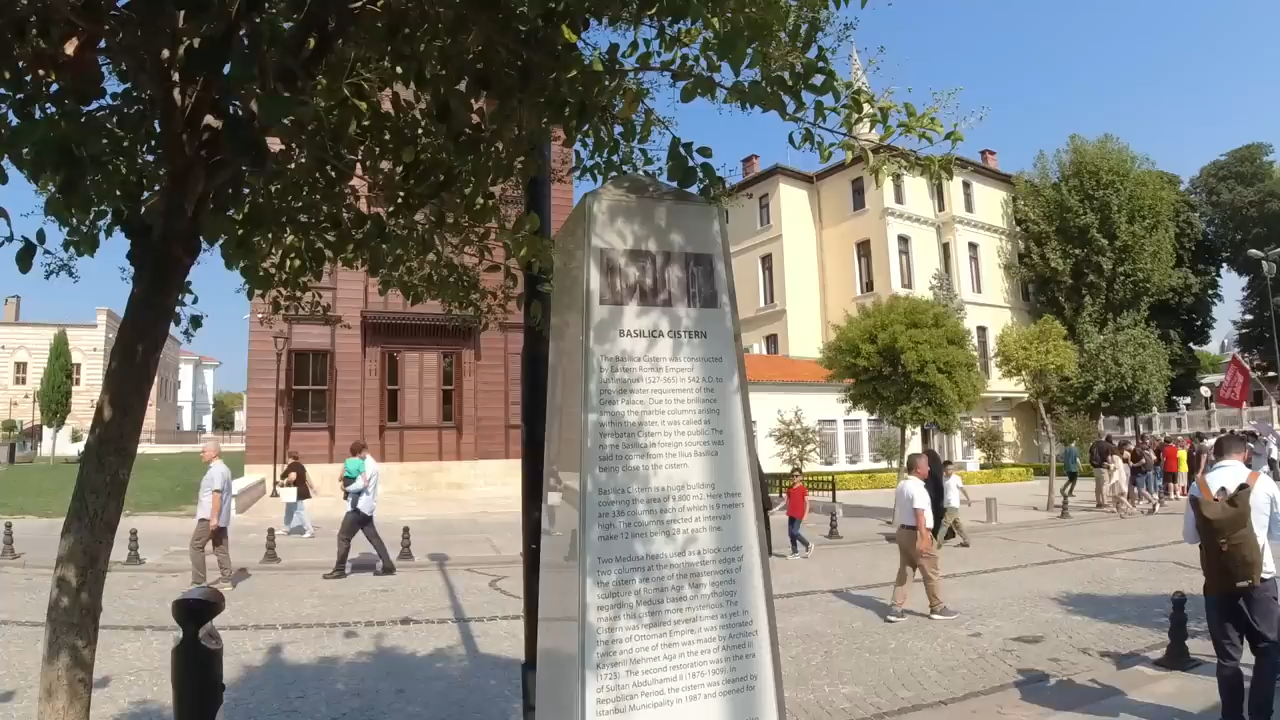 BASILICA CISTERN
The Basilica Cistern was constructed
by Eastern Roman Emperor
Justinianus I (527-565) in 542 A.D. to
provide water requirement of the
Great Palace. Due to the brilliance
among the marble columns arising
within the water, it was called as
Yerebatan Cistern by the public. The
name Basilica in foreign sources was
said to come from the Ilius Basilica
being close to the cistern.
Basilica Cistern is a huge building
covering the area of 9.800 m2. Here there
are 336 columns each of which is 9 meters
high. The columns erected at intervals
make 12 lines being 28 at each line.
Two Medusa heads used as a block under
two columns at the northwestern edge of
the cistern are one of the masterworks of
sculpture of Roman Age. Many legends
regarding Medusa based on mythology
makes this cistern more mysterious. The
Cistern was repaired several times as yet. In
the era of Ottoman Empire, it was restorated
twice and one of them was made by Architect
Kayserili Mehmet Aga in the era of Ahmed III
(1723). The second restoration was in the era
of Sultan Abdulhamid II (1876-1909). In
Republican Period, the cistern was cleaned by
Istanbul Municipality in 1987 and opened for